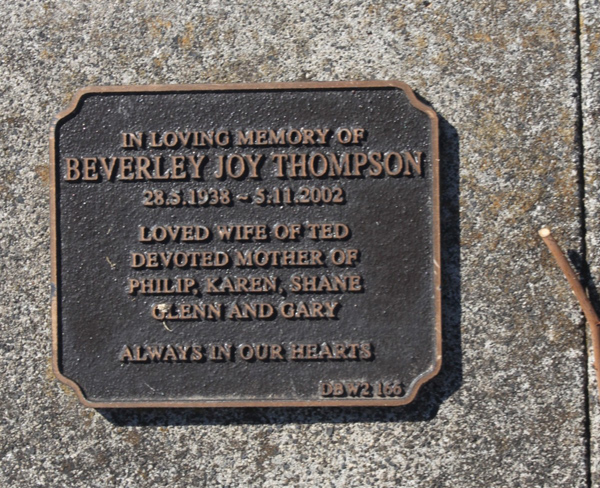 IN LOVING MEMORY OF
BEVERLEY JOY THOMPSON
28.5.1938 ~ 5.11.2002
LOVED WIFE OF TED
DEVOTED MOTHER OF
PHILIP, KAREN, SHANE
GLENN AND GARY
ALWAYS IN OUR HEARTS
DBW2 166